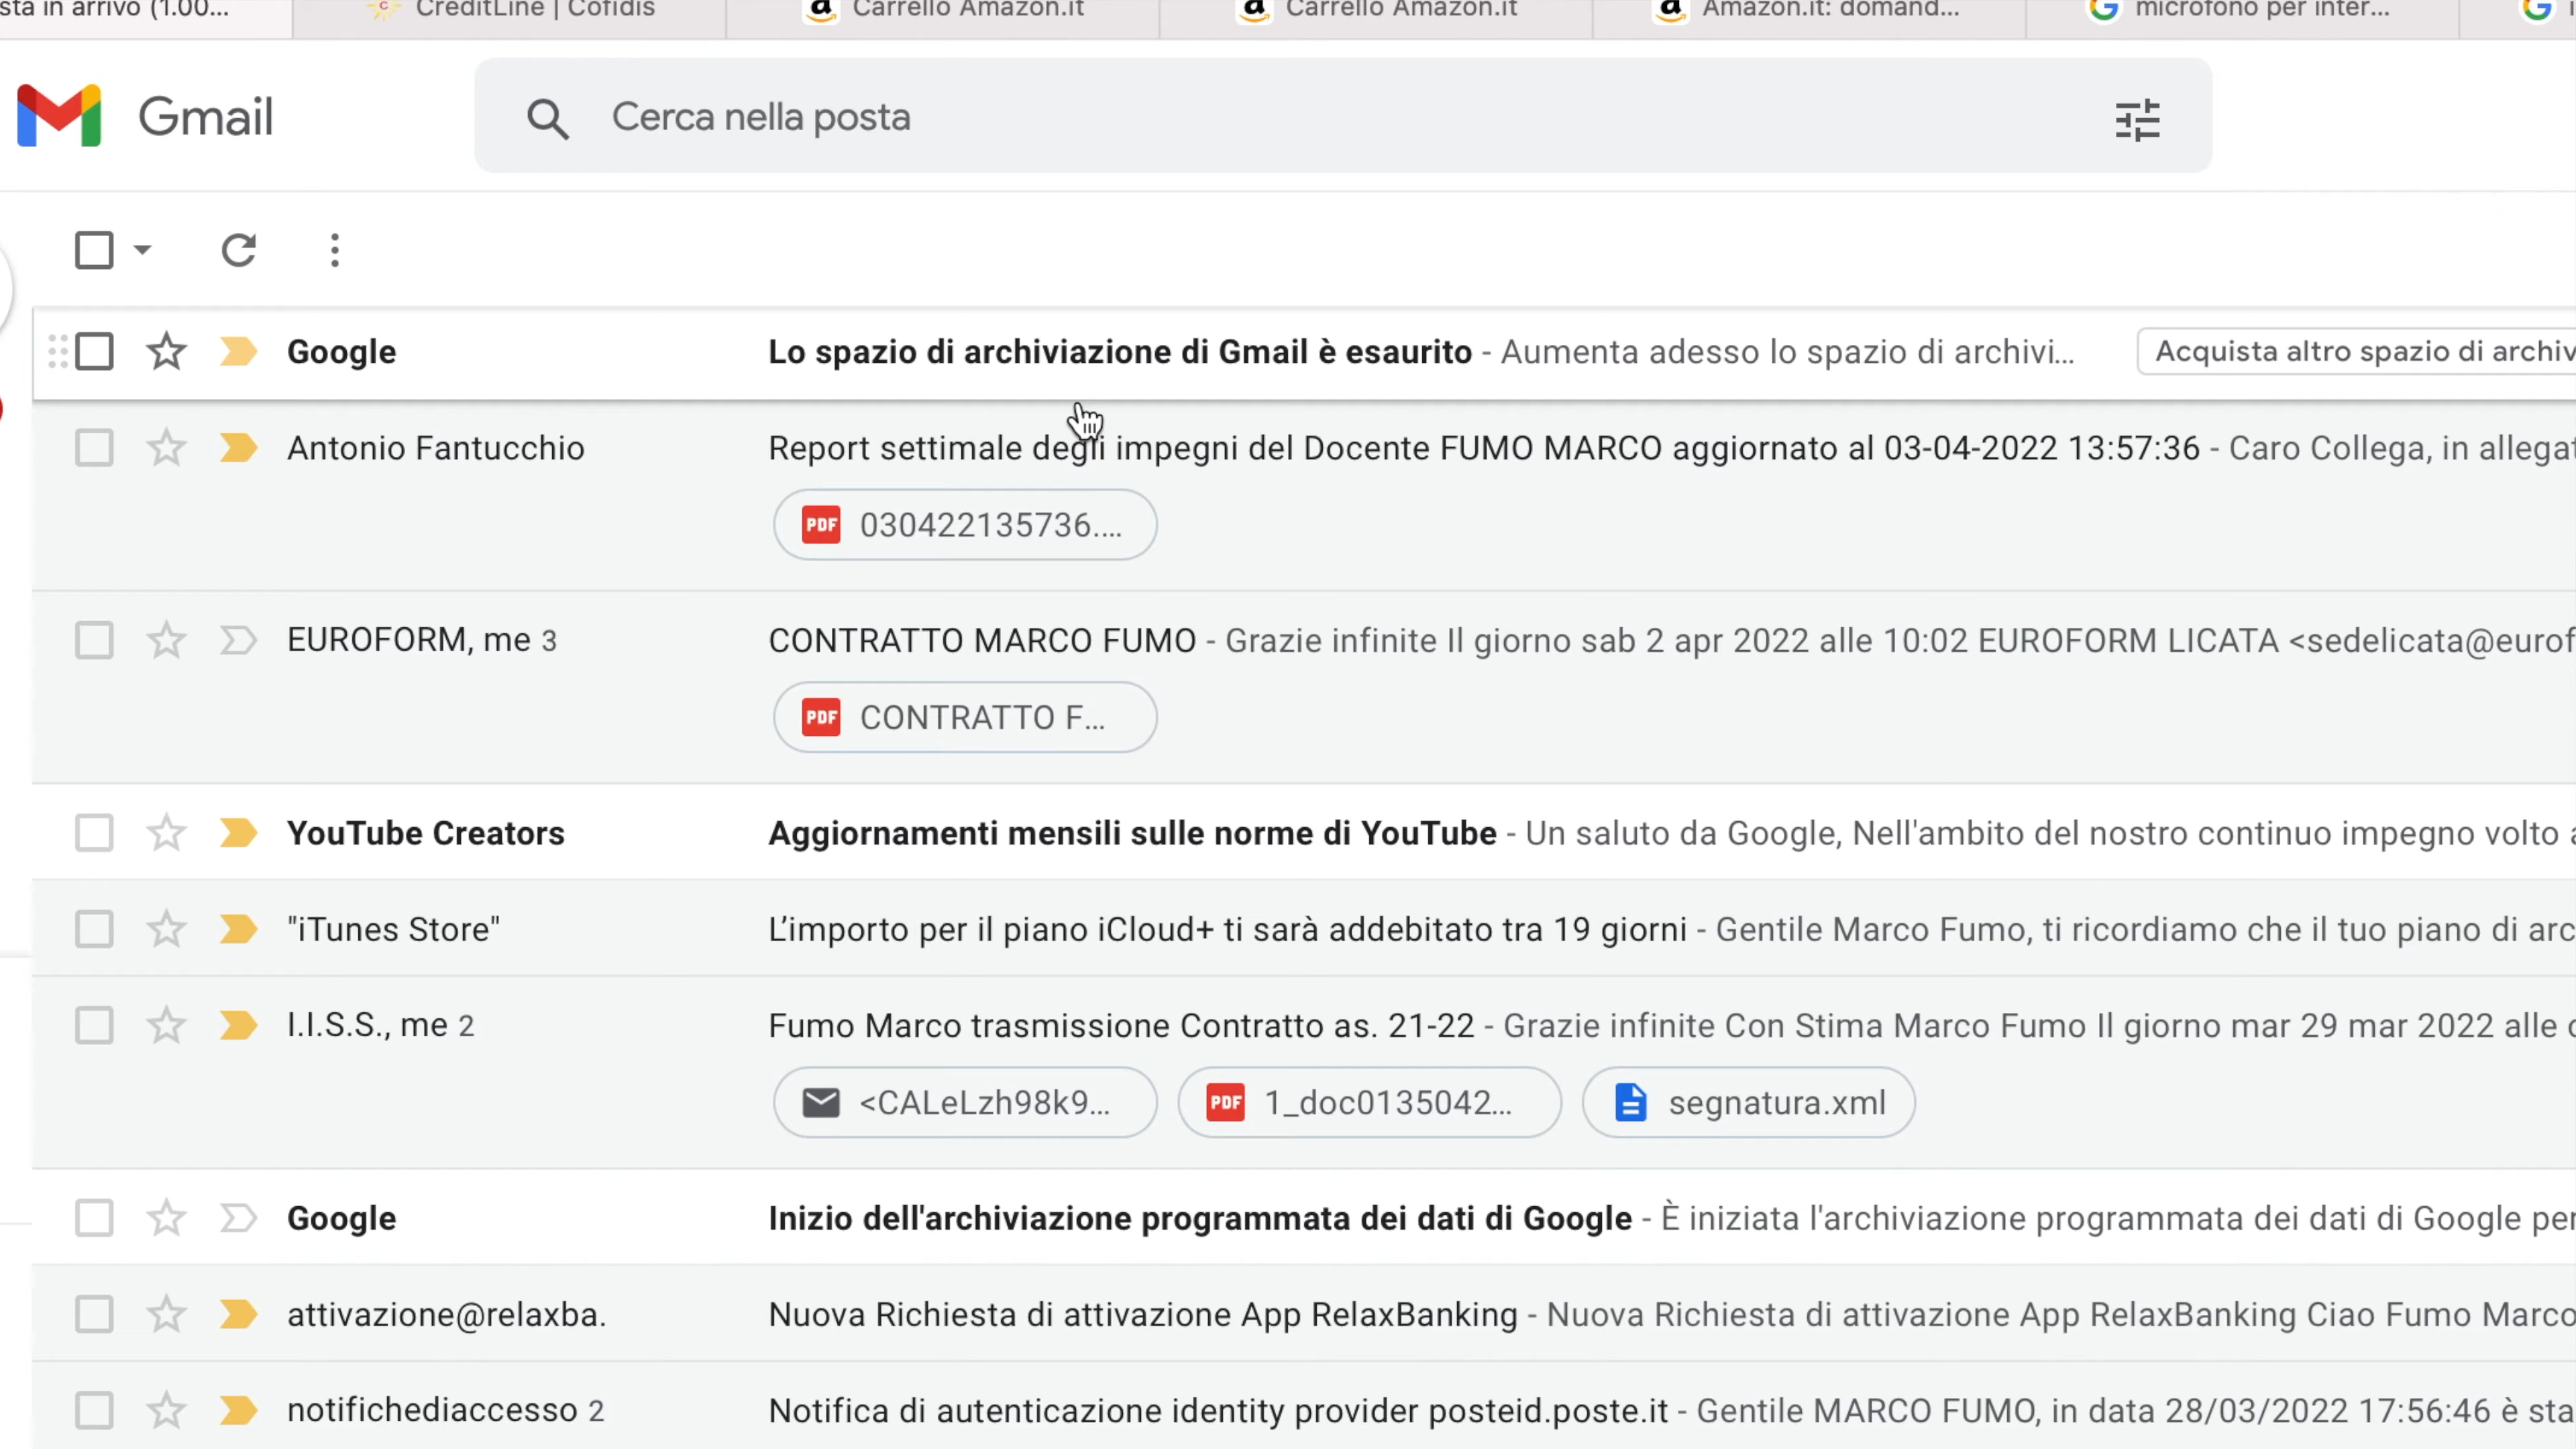 sta in arrivo (1.00...
CreditLine | Cofidis
Carrello Amazon.it
Carrello Amazon.it
Amazon.it: domand...
microfono per inter...
Gmail
Cerca nella posta
Google
Lo spazio di archiviazione di Gmail è esaurito - Aumenta adesso lo spazio di archivi...
Acquista altro spazio di archiv
Antonio Fantucchio
Report settimale degli impegni del Docente FUMO MARCO aggiornato al 03-04-2022 13:57:36 - Caro Collega, in allegat
PDF 030422135736....
EUROFORM, me 3
CONTRATTO MARCO FUMO - Grazie infinite Il giorno sab 2 apr 2022 alle 10:02 EUROFORM LICATA <sedelicata@eurof
PDF CONTRATTO F...
YouTube Creators
Aggiornamenti mensili sulle norme di YouTube - Un saluto da Google, Nell'ambito del nostro continuo impegno volto a
"iTunes Store"
L’importo per il piano iCloud+ ti sarà addebitato tra 19 giorni - Gentile Marco Fumo, ti ricordiamo che il tuo piano di arc
I.I.S.S., me 2
Fumo Marco trasmissione Contratto as. 21-22 - Grazie infinite Con Stima Marco Fumo Il giorno mar 29 mar 2022 alle
<CALeLzh98k9...
PDF 1_doc0135042...
segnatura.xml
Google
Inizio dell'archiviazione programmata dei dati di Google - È iniziata l'archiviazione programmata dei dati di Google per
attivazione@relaxba.
Nuova Richiesta di attivazione App RelaxBanking - Nuova Richiesta di attivazione App RelaxBanking Ciao Fumo Marco
notifichediaccesso 2
Notifica di autenticazione identity provider posteid.poste.it - Gentile MARCO FUMO, in data 28/03/2022 17:56:46 è sta